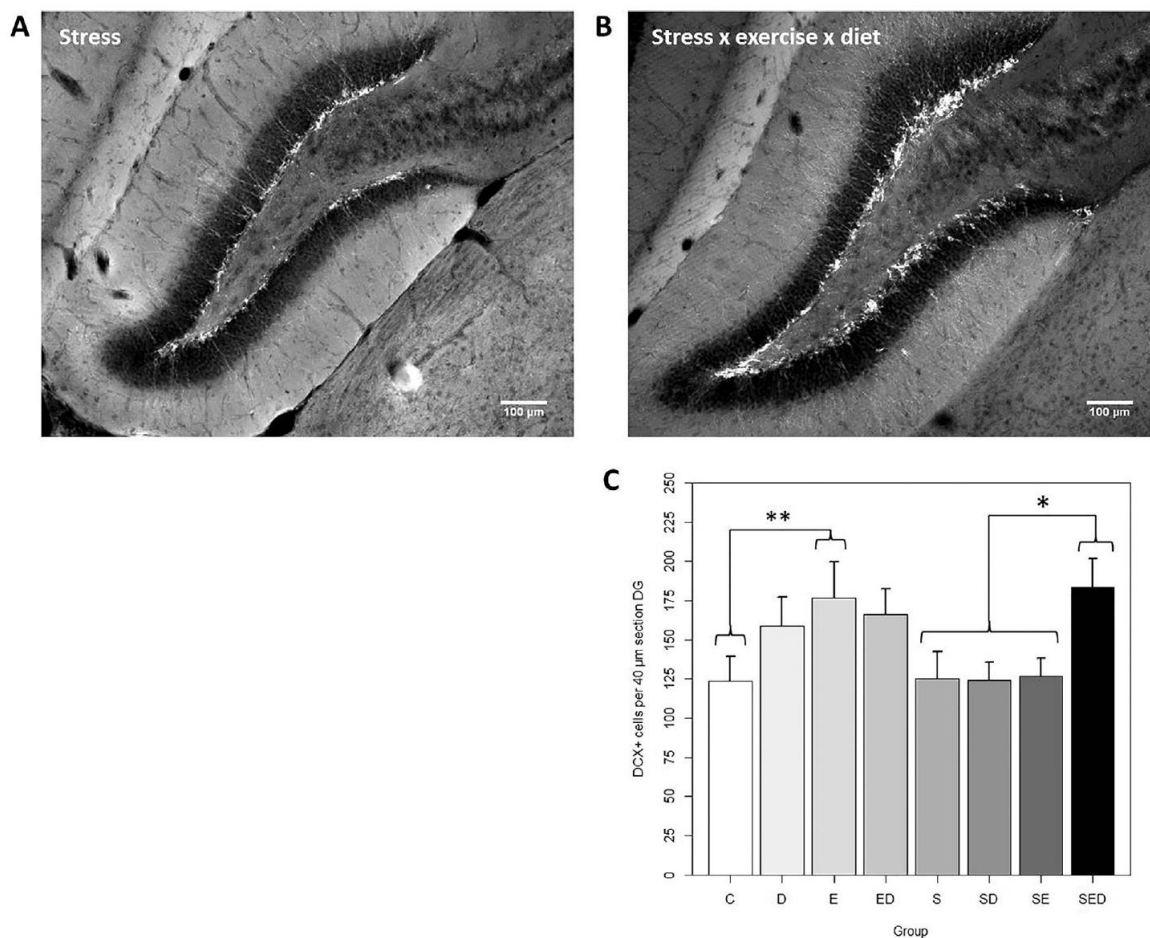 A
Stress
100 µm
B
Stress x exercise x diet
100 µm
C
DCX+ cells per 40 µm section DG
250
225
200
175
150
125
100
75
50
25
0
**
*
C D E ED S SD SE SED
Group